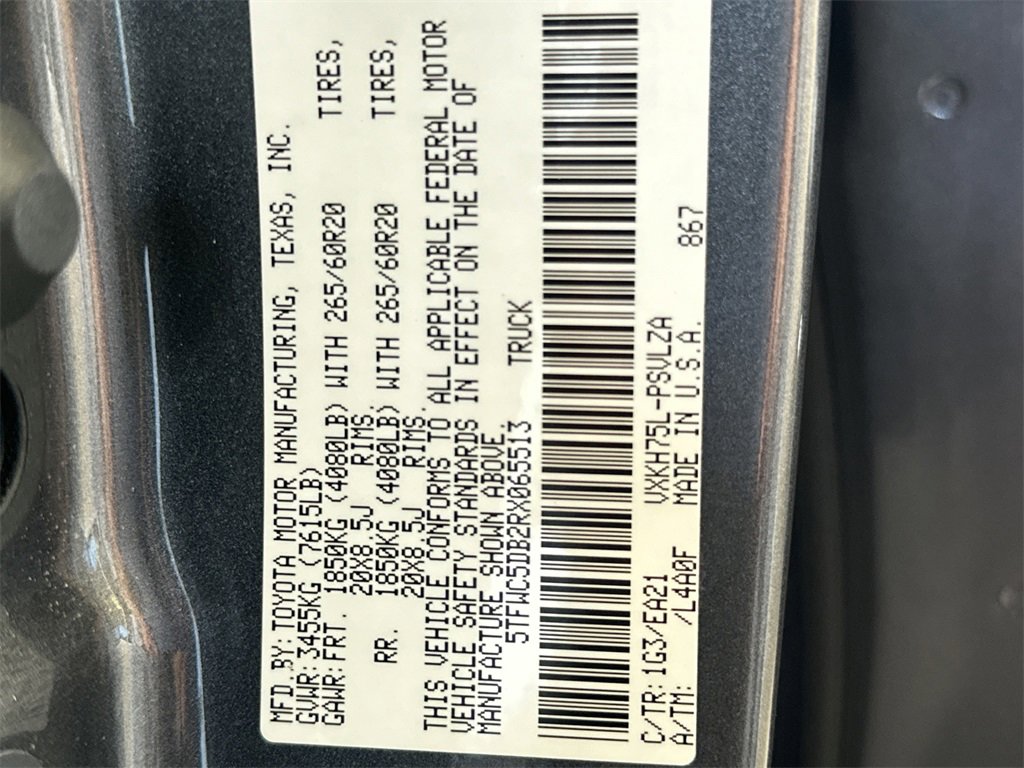 MFD.BY: TOYOTA MOTOR MANUFACTURING, TEXAS, INC.
GVWR: 3455KG (7615LB)
GAWR: FRT. 1850KG (4080LB) WITH 265/60R20 TIRES,
20X8.5J RIMS.
RR. 1850KG (4080LB) WITH 265/60R20 TIRES,
20X8.5J RIMS.
THIS VEHICLE CONFORMS TO ALL APPLICABLE FEDERAL MOTOR
VEHICLE SAFETY STANDARDS IN EFFECT ON THE DATE OF
MANUFACTURE SHOWN ABOVE.
5TFWC5DB2RX065513 TRUCK
C/TR: 1G3/EA21 VXKH75L-PSVLZA
A/TM: /L4A0F MADE IN U.S.A. 867